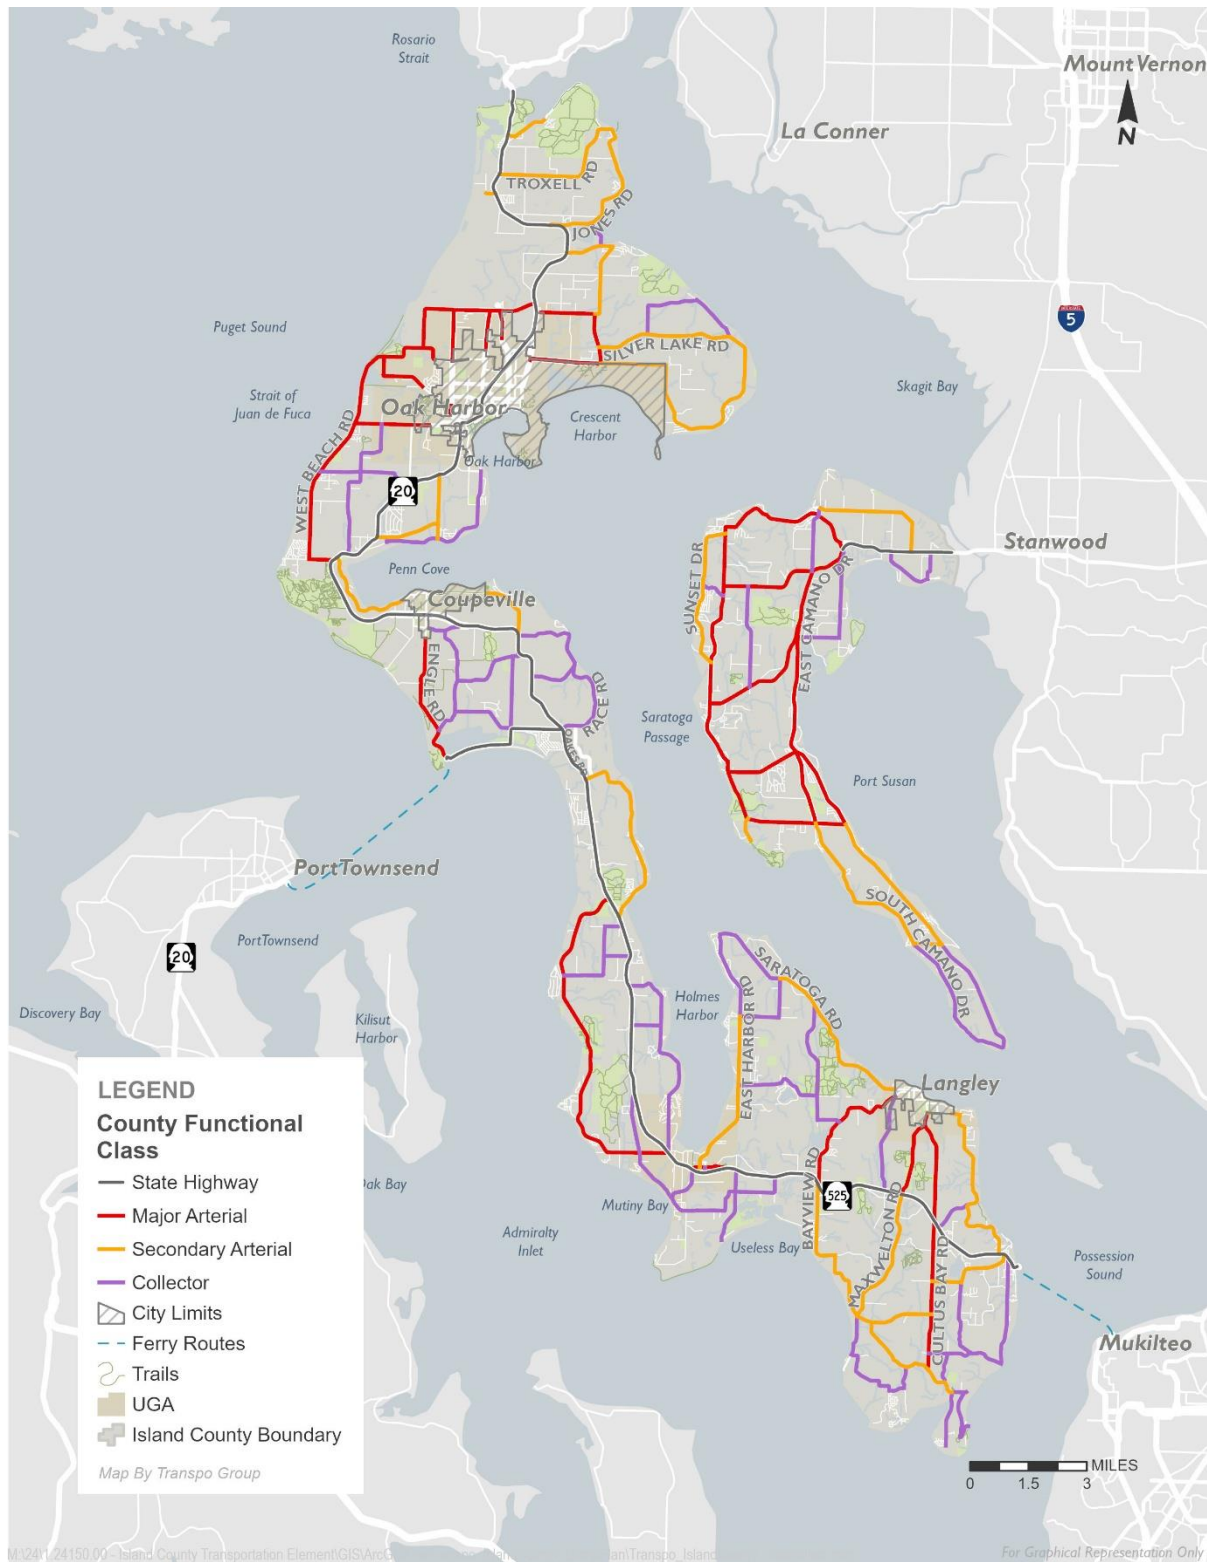 Rosario
Strait
Mount Vernon
N
La Conner
TROXELL RD
JONES RD
5
Puget Sound
SILVER LAKE RD
Skagit Bay
Strait of
Juan de Fuca
Oak Harbor
Crescent
Harbor
WEST BEACH RD
Oak Harbor
20
Stanwood
SUNSET DR
EAST CAMANO DR
Penn Cove
Coupeville
ENGLE RD
RACE RD
OAKES RD
Saratoga
Passage
Port Susan
PortTownsend
SOUTH CAMANO DR
PortTownsend
20
SARATOGA RD
EAST HARBOR RD
Holmes
Harbor
Discovery Bay
Kilisut
Harbor
Langley
LEGEND
County Functional
Class
State Highway
Major Arterial
Secondary Arterial
Collector
City Limits
Ferry Routes
Trails
UGA
Island County Boundary
Map By Transpo Group
Oak Bay
Mutiny Bay
Admiralty
Inlet
BAYVIEW RD
525
MAXWELTON RD
CULTUS BAY RD
Useless Bay
Possession
Sound
Mukilteo
MILES
0 1.5 3
For Graphical Representation Only